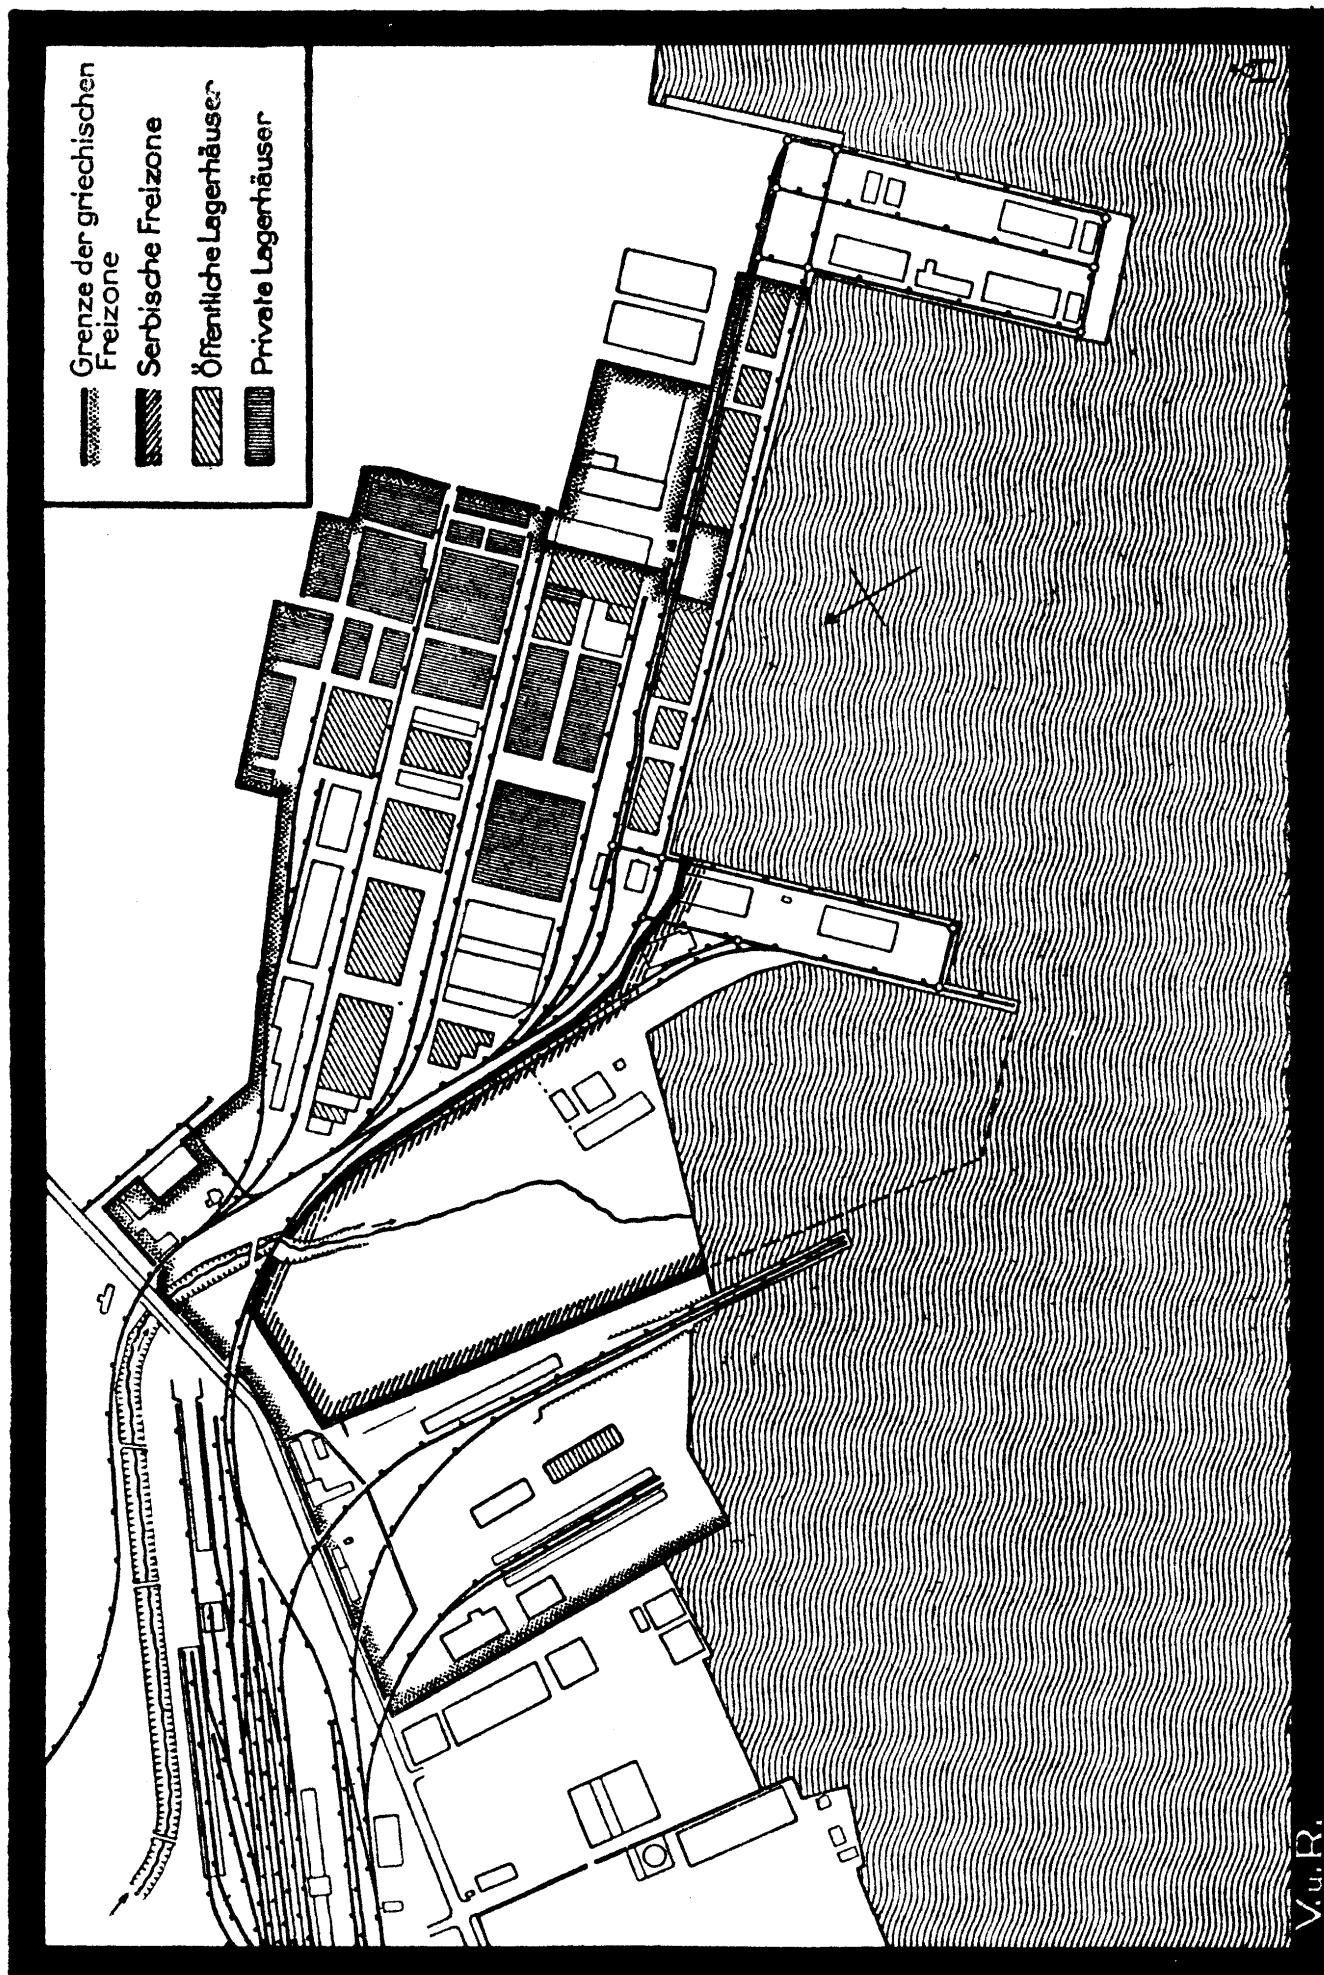 Grenze der griechischen
Freizone
Serbische Freizone
Öffentliche Lagerhäuser
Private Lagerhäuser
V.u.R.